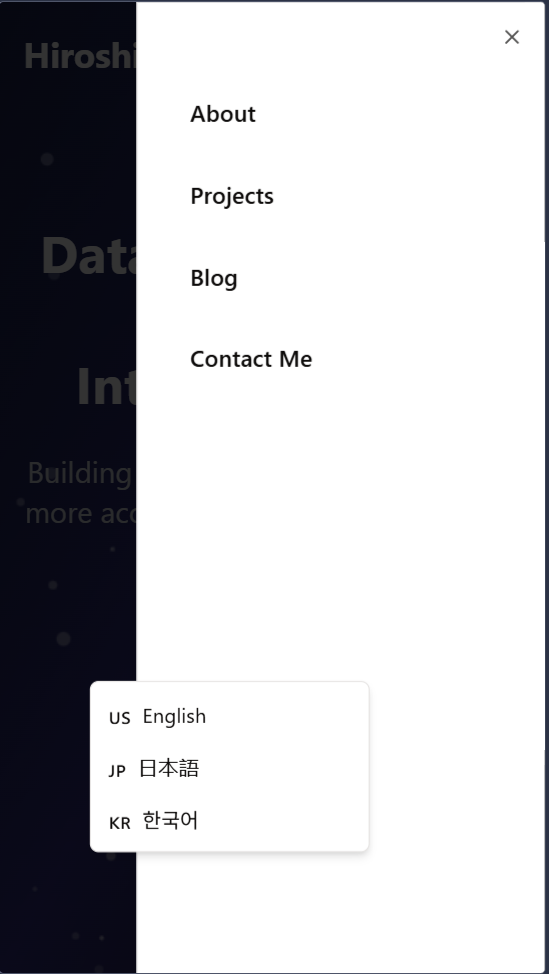 Hiroshi
About
Projects
Data
Blog
Int
Contact Me
Building
more acc
US English
JP 日本語
KR 한국어